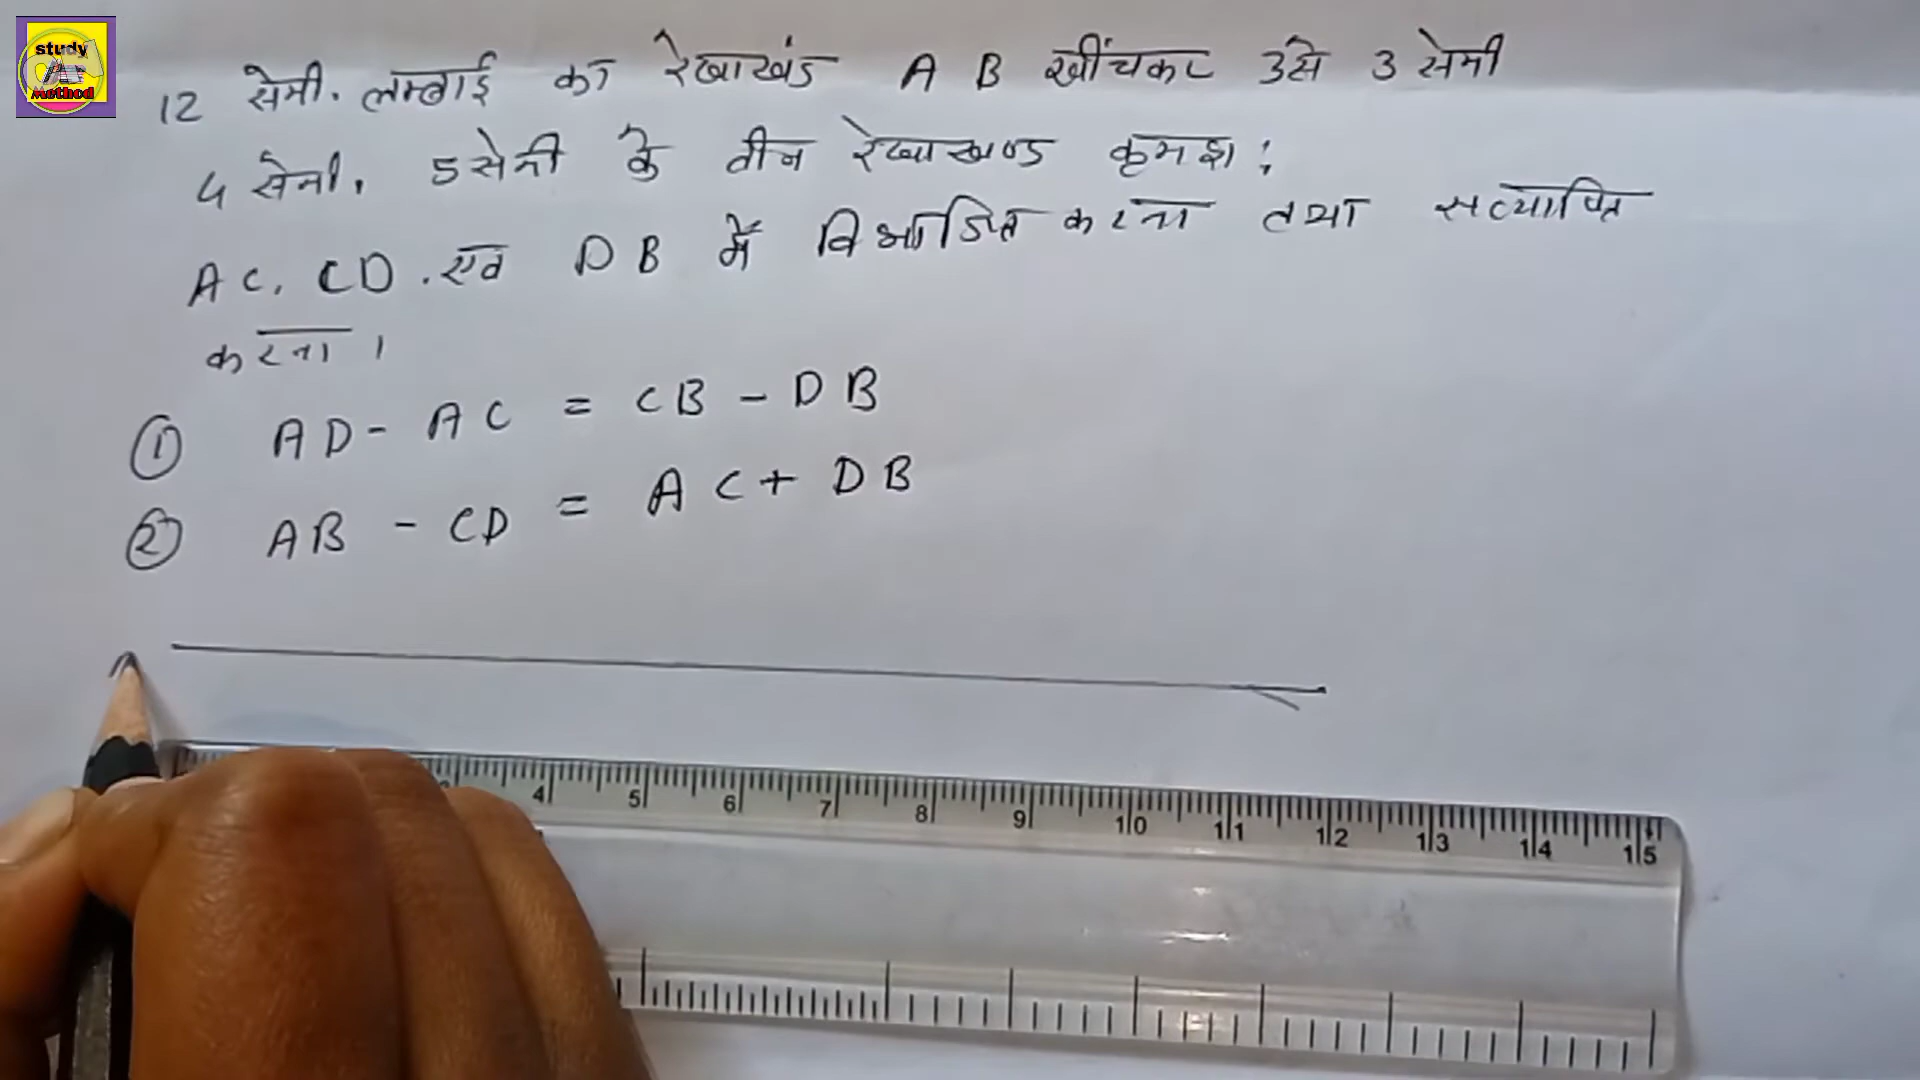 study
Method
12 सेमी. लम्बाई का रेखाखंड A B खींचकर उसे 3 सेमी
4 सेमी. 5 सेमी के तीन रेखाखण्ड क्रमश:
AC. CD. एवं DB में विभाजित करना तथा सत्यापित
करना।
① AD - AC = CB - DB
② AB - CD = AC + DB
A
4 5 6 7 8 9 10 11 12 13 14 15